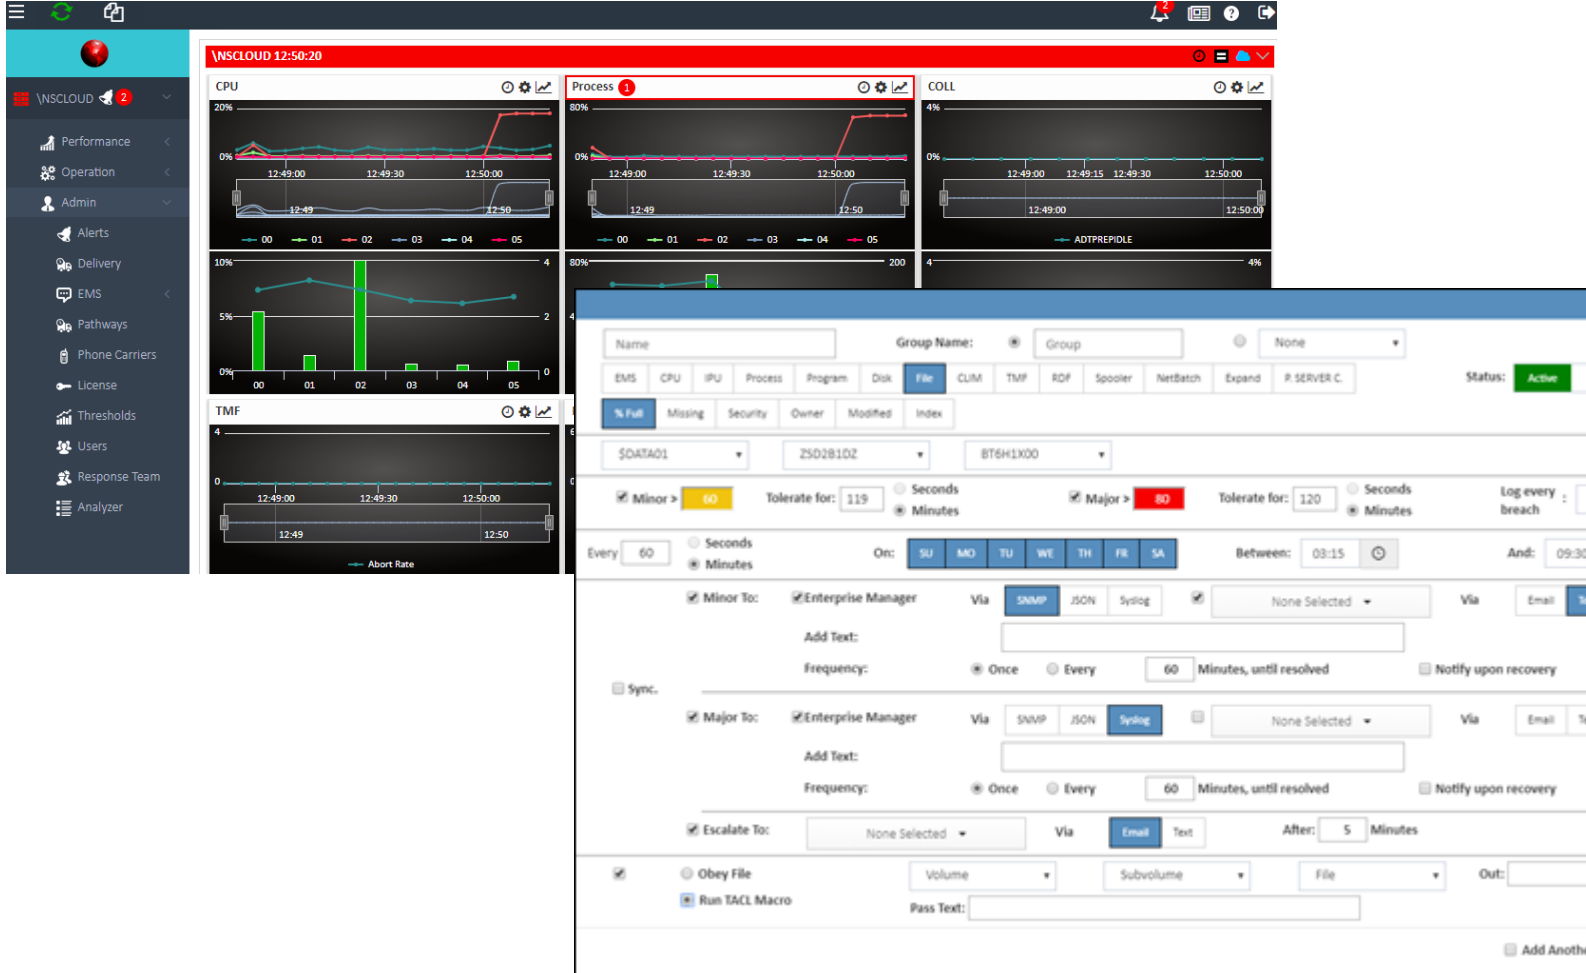 2
\NSCLOUD 12:50:20
\NSCLOUD 2
Performance
Operation
Admin
Alerts
Delivery
EMS
Pathways
Phone Carriers
License
Thresholds
Users
Response Team
Analyzer
CPU
20%
0%
12:49:00 12:49:30 12:50:00
12:49 12:50
00 01 02 03 04 05
10% 4
5% 2
0% 0
00 01 02 03 04 05
Process 1
80%
0%
12:49:00 12:49:30 12:50:00
12:49 12:50
00 01 02 03 04 05
80% 200
4
COLL
4%
0%
12:49:00 12:49:15 12:49:30 12:50:00
12:49:00 12:50:00
ADTPREPIDLE
4 4%
TMF
4
0
12:49:00 12:49:30 12:50:00
12:49 12:50
Abort Rate
6
Name Group Name: Group None
EMS CPU IPU Process Program Disk File CLIM TMF RDF Spooler NetBatch Expand P. SERVER C. Status: Active
% Full Missing Security Owner Modified Index
$DATA01 ZSD2B1DZ BT6H1X00
Minor > 60 Tolerate for: 119 Seconds Minutes Major > 80 Tolerate for: 120 Seconds Minutes Log every breach :
Every 60 Seconds Minutes On: SU MO TU WE TH FR SA Between: 03:15 And: 09:30
Minor To: Enterprise Manager Via SNMP JSON Syslog None Selected Via Email
Add Text:
Frequency: Once Every 60 Minutes, until resolved Notify upon recovery
Sync.
Major To: Enterprise Manager Via SNMP JSON Syslog None Selected Via Email
Add Text:
Frequency: Once Every 60 Minutes, until resolved Notify upon recovery
Escalate To: None Selected Via Email Text After: 5 Minutes
Obey File Volume Subvolume File Out:
Run TACL Macro Pass Text:
Add Anothe